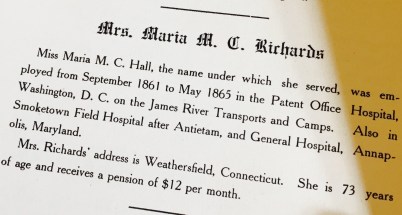 Mrs. Maria M. C. Richards
Miss Maria M. C. Hall, the name under which she served, was em-
ployed from September 1861 to May 1865 in the Patent Office Hospital,
Washington, D. C. on the James River Transports and Camps. Also in
Smoketown Field Hospital after Antietam, and General Hospital, Annap-
olis, Maryland.
Mrs. Richards' address is Weathersfield, Connecticut. She is 73 years
of age and receives a pension of $12 per month.